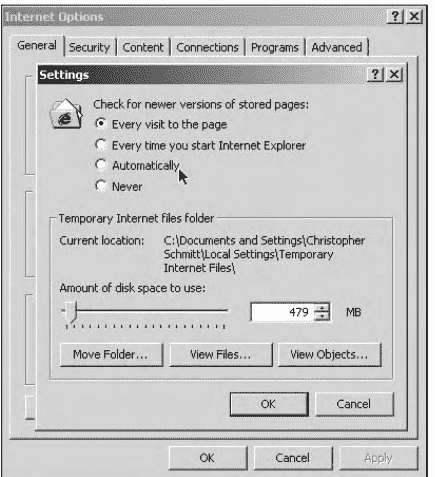 Internet Options
General Security Content Connections Programs Advanced
Settings
Check for newer versions of stored pages:
Every visit to the page
Every time you start Internet Explorer
Automatically
Never
Temporary Internet files folder
Current location: C:\Documents and Settings\Christopher
Schmitt\Local Settings\Temporary
Internet Files\
Amount of disk space to use:
479 MB
Move Folder... View Files... View Objects...
OK Cancel
OK Cancel Apply